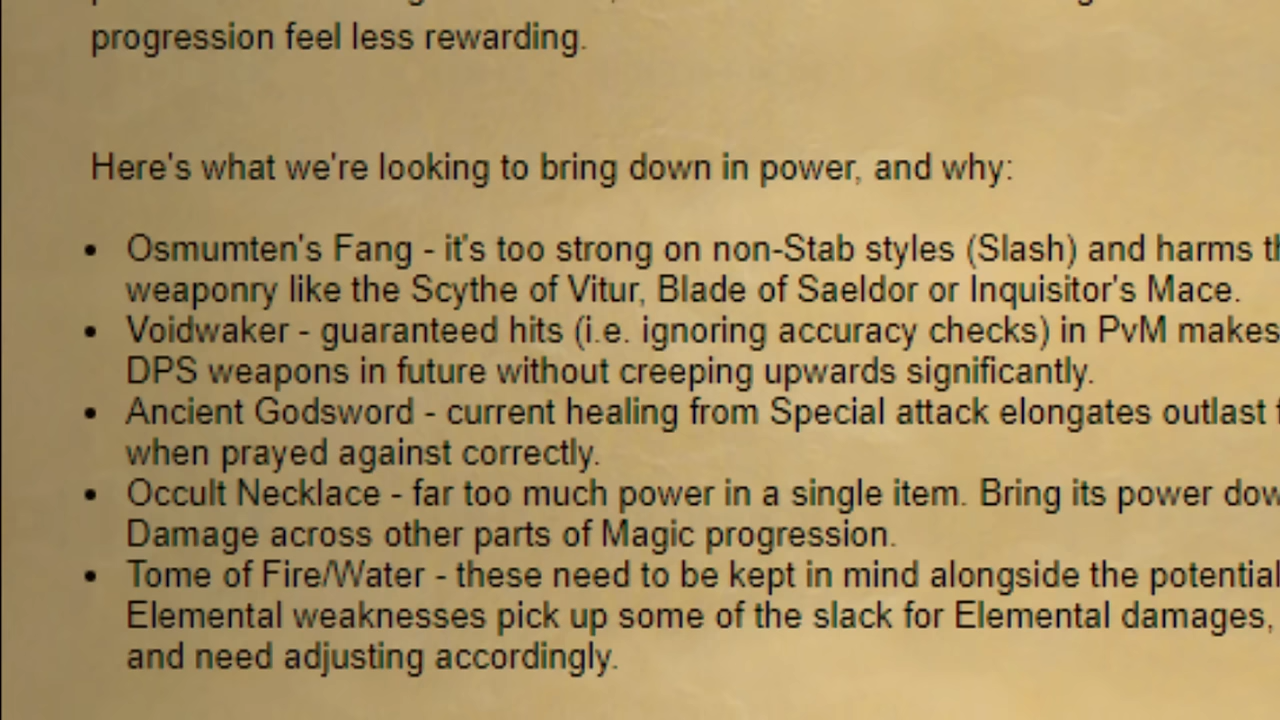 progression feel less rewarding.
Here's what we're looking to bring down in power, and why:
• Osmumten's Fang - it's too strong on non-Stab styles (Slash) and harms
weaponry like the Scythe of Vitur, Blade of Saeldor or Inquisitor's Mace.
• Voidwaker - guaranteed hits (i.e. ignoring accuracy checks) in PvM makes
DPS weapons in future without creeping upwards significantly.
• Ancient Godsword - current healing from Special attack elongates outlast
when prayed against correctly.
• Occult Necklace - far too much power in a single item. Bring its power
Damage across other parts of Magic progression.
• Tome of Fire/Water - these need to be kept in mind alongside the potential
Elemental weaknesses pick up some of the slack for Elemental damages,
and need adjusting accordingly.